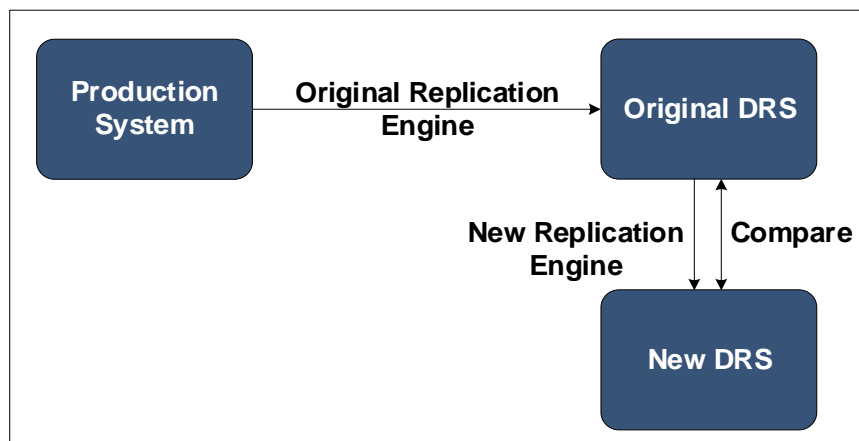 Production
System
Original Replication
Engine
Original DRS
New Replication
Engine
Compare
New DRS